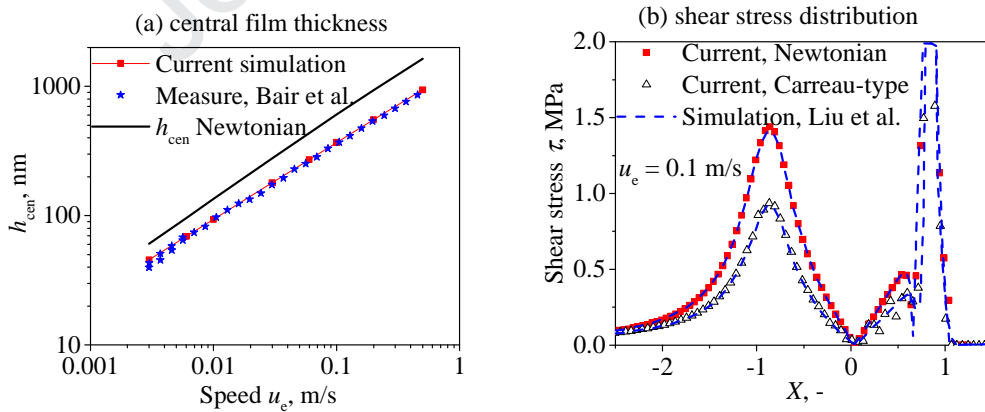 (a) central film thickness
1000
100
10
0.001
0.01
0.1
1
h_cen, nm
Speed u_e, m/s
Current simulation
Measure, Bair et al.
h_cen Newtonian
(b) shear stress distribution
2.0
1.5
1.0
0.5
0.0
-2
-1
0
1
Shear stress τ, MPa
X, -
Current, Newtonian
Current, Carreau-type
Simulation, Liu et al.
u_e = 0.1 m/s